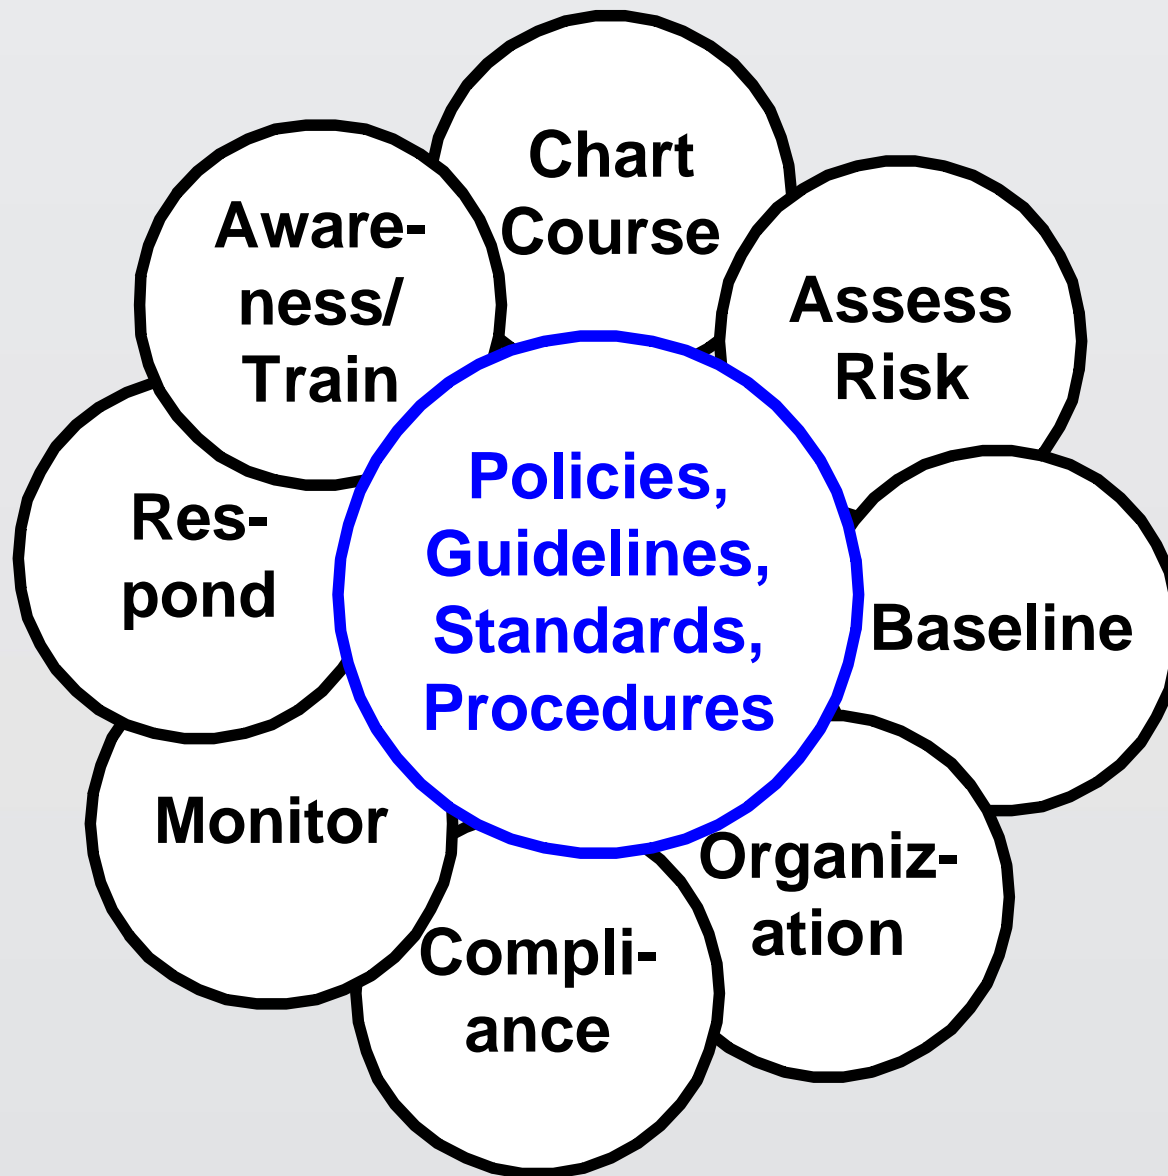 Chart
Course
Assess
Risk
Baseline
Organiz-
ation
Compli-
ance
Monitor
Res-
pond
Aware-
ness/
Train
Policies,
Guidelines,
Standards,
Procedures